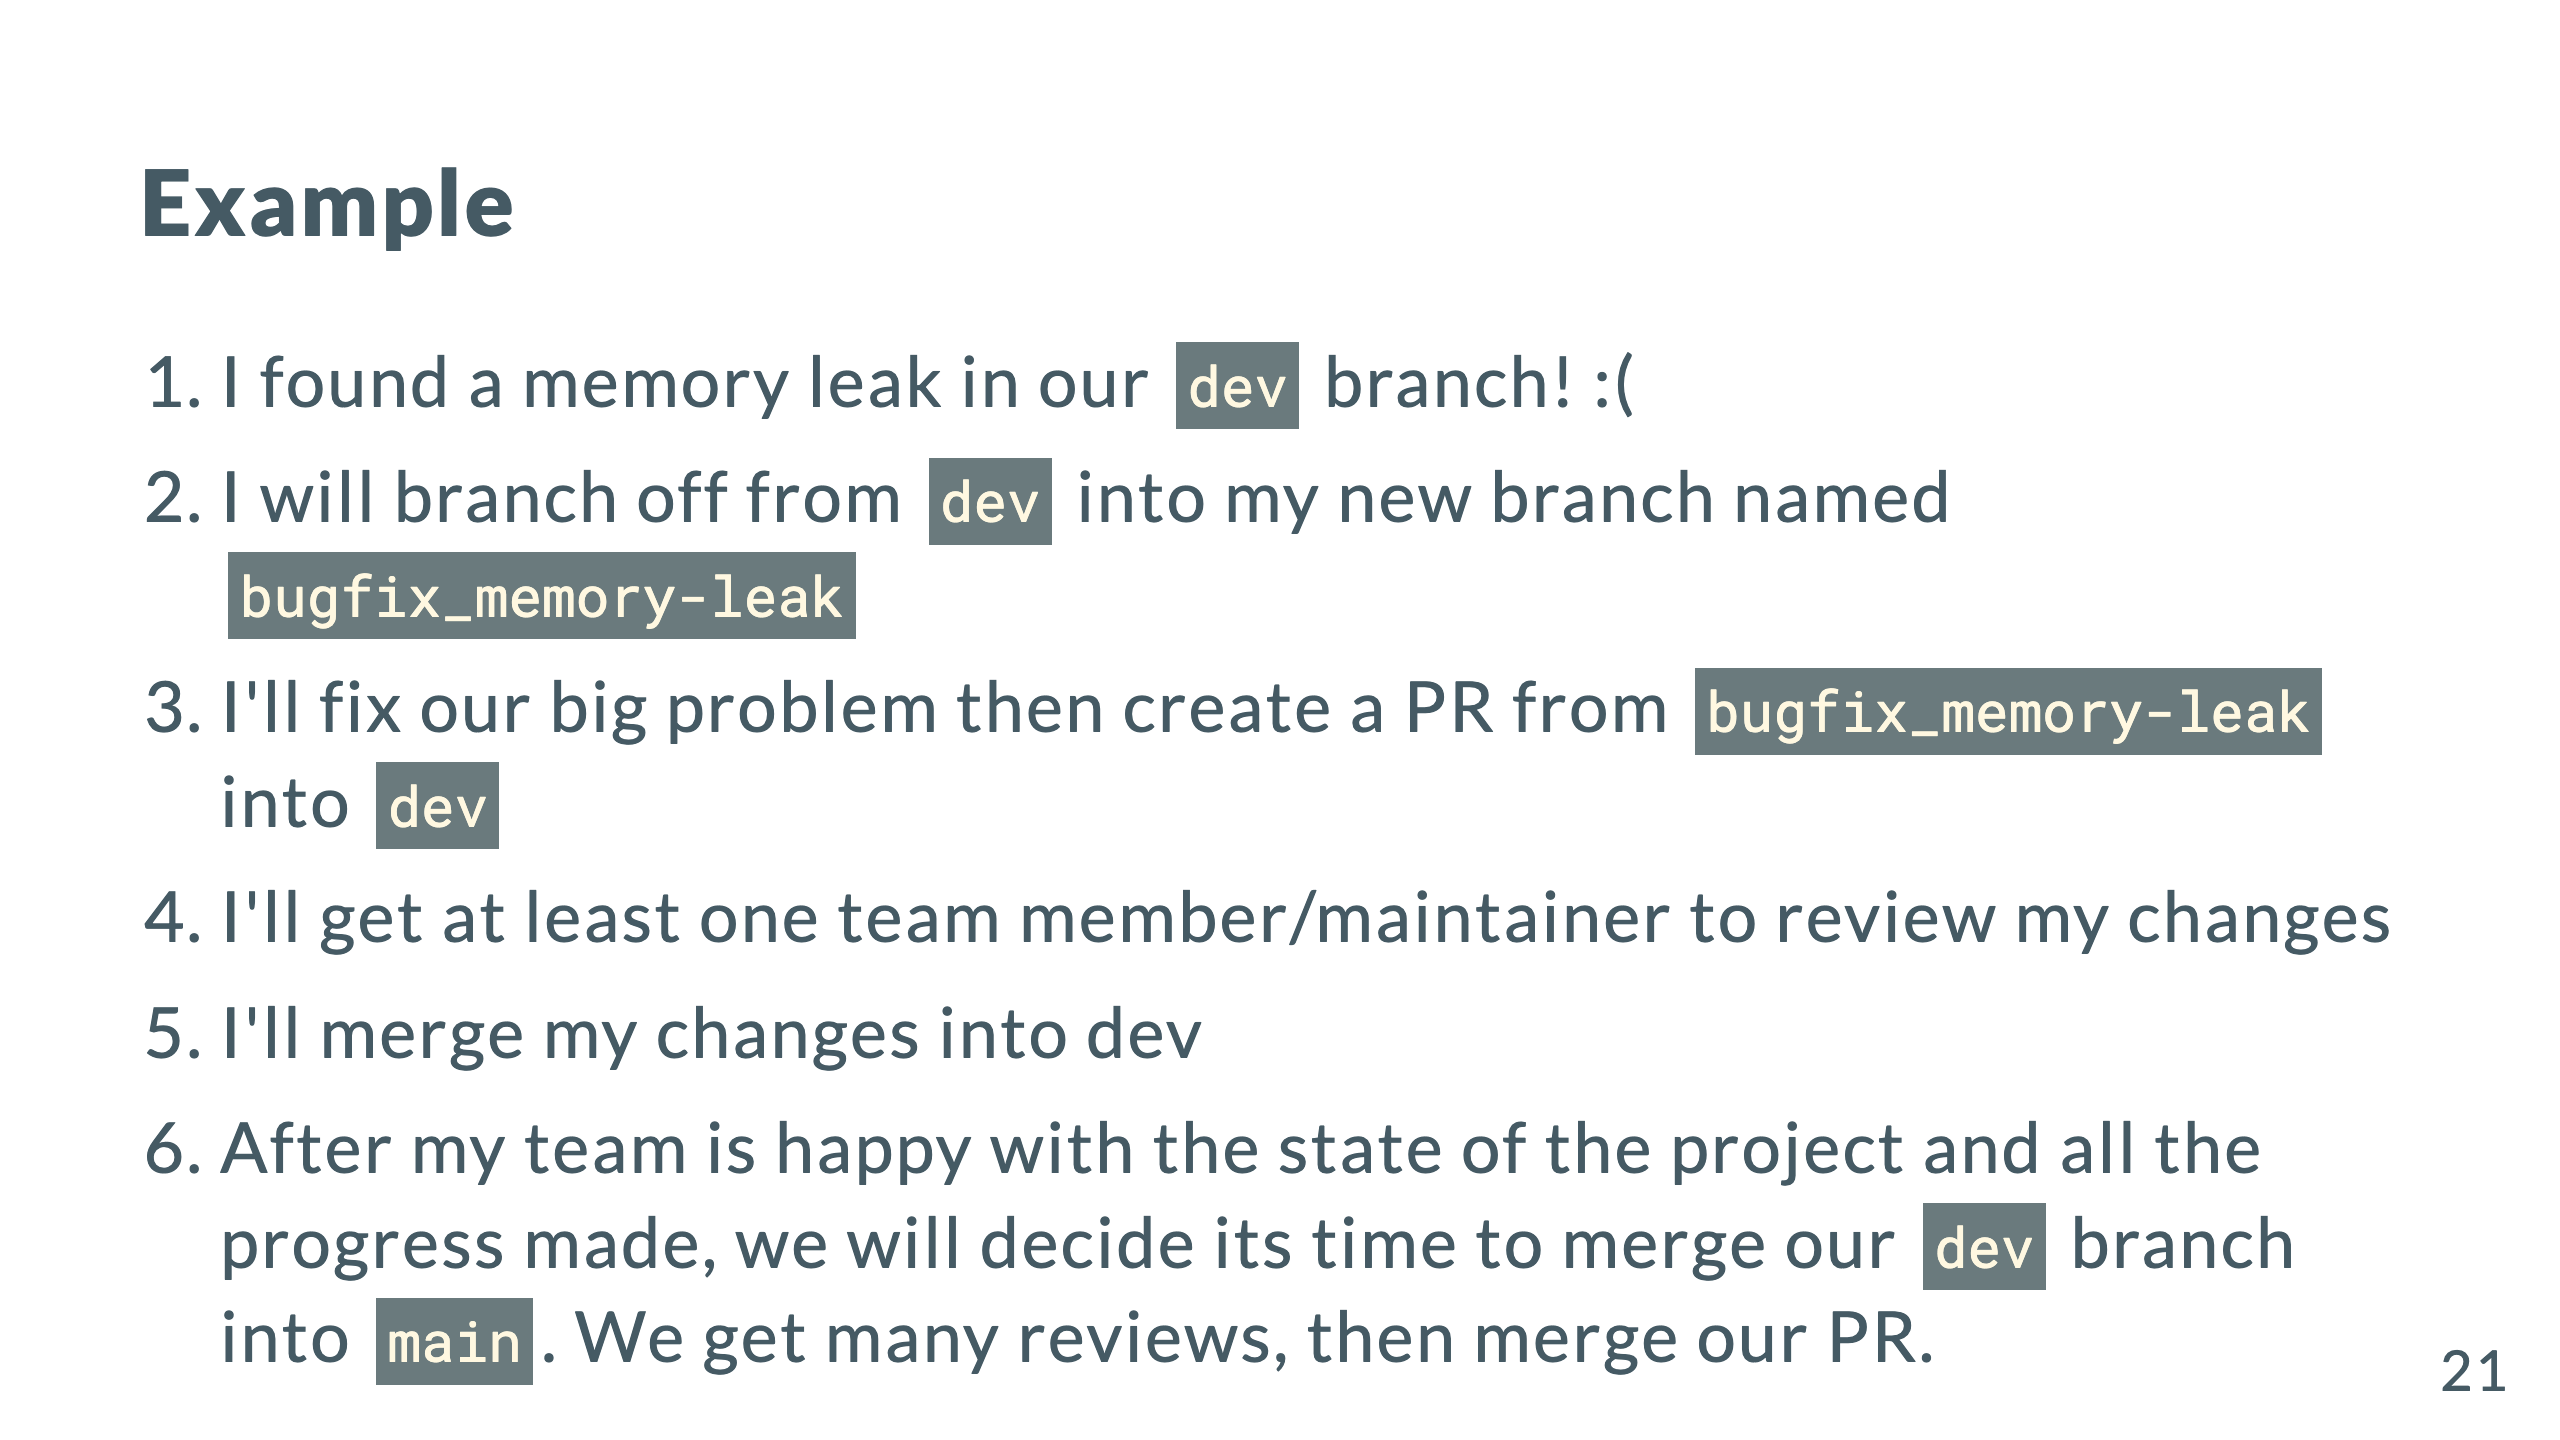 Example
1. I found a memory leak in our dev branch! :(
2. I will branch off from dev into my new branch named
bugfix_memory-leak
3. I'll fix our big problem then create a PR from bugfix_memory-leak
into dev
4. I'll get at least one team member/maintainer to review my changes
5. I'll merge my changes into dev
6. After my team is happy with the state of the project and all the
progress made, we will decide its time to merge our dev branch
into main. We get many reviews, then merge our PR.
21